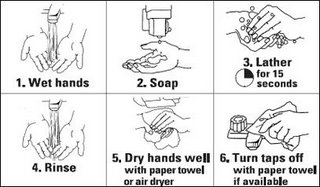 1. Wet hands
2. Soap
3. Lather
for 15
seconds
4. Rinse
5. Dry hands well
with paper towel
or air dryer
6. Turn taps off
with paper towel
if available